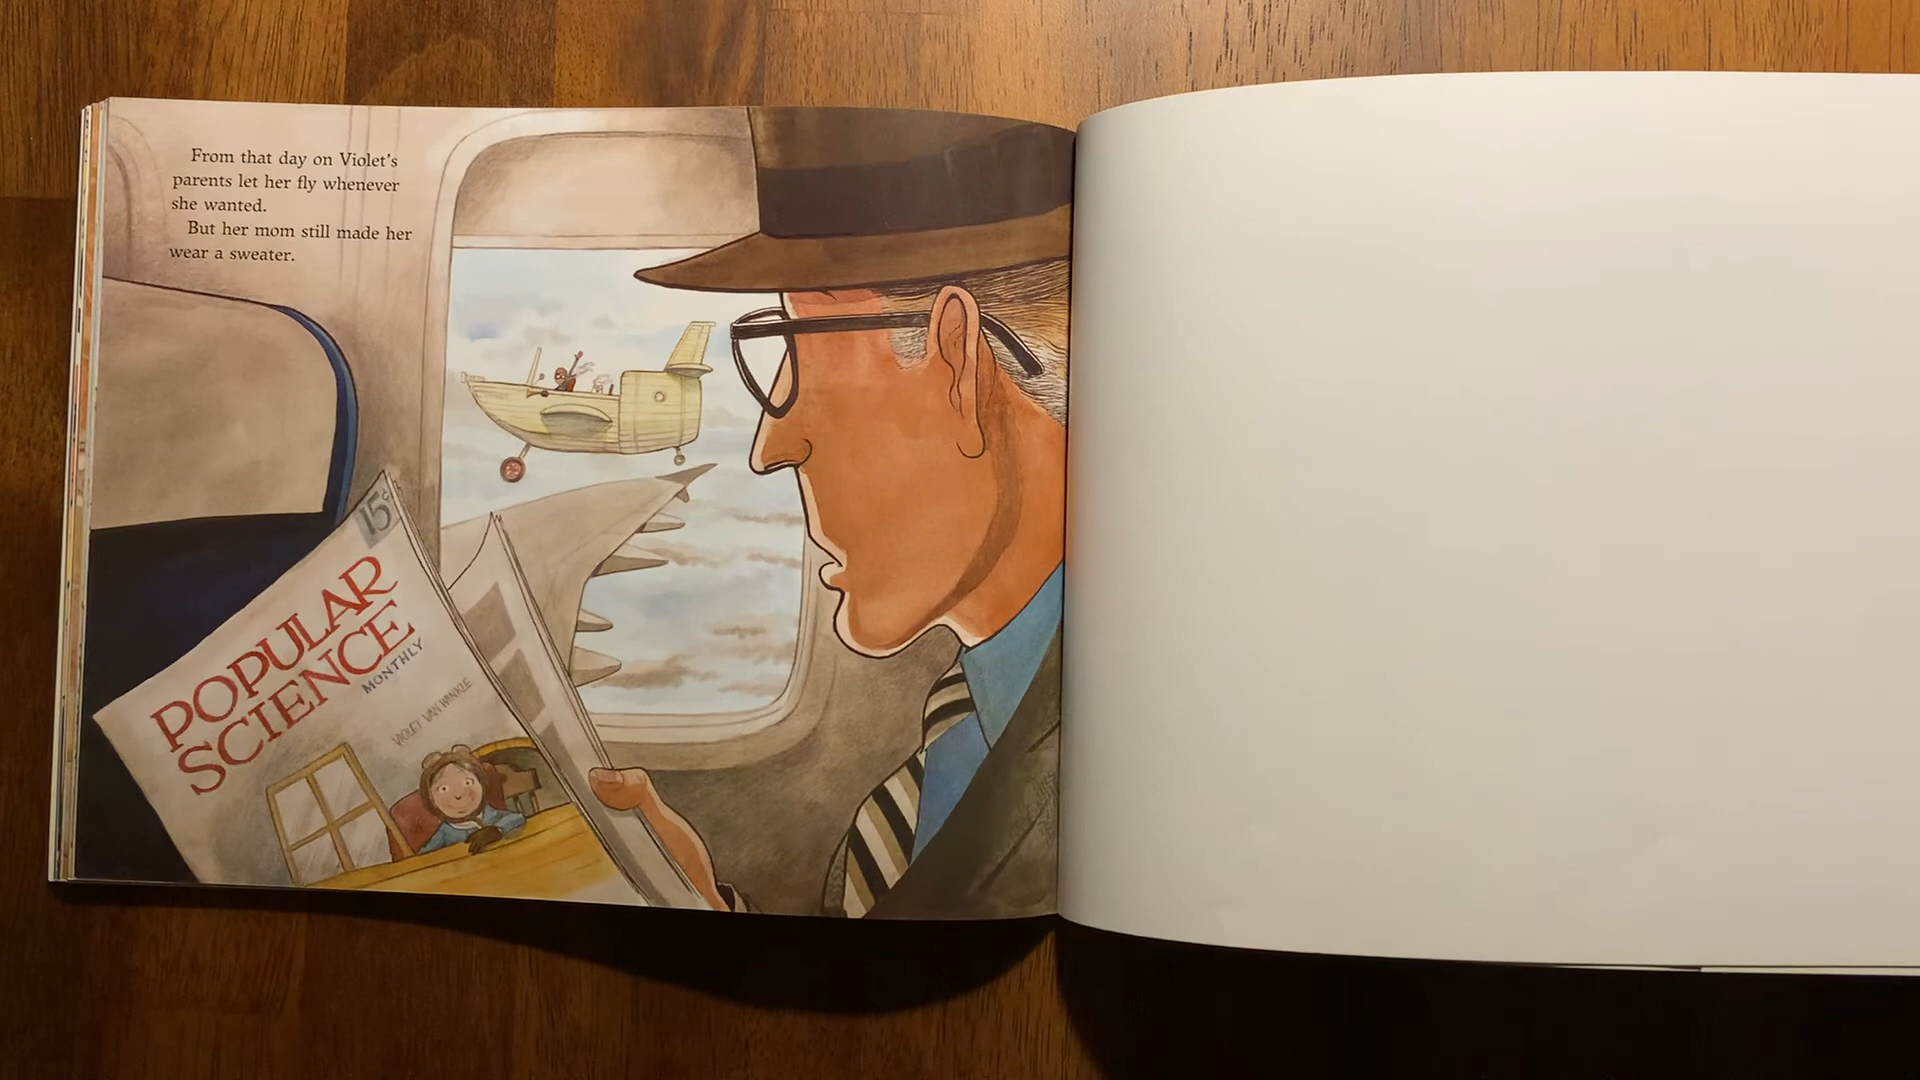 From that day on Violet's
parents let her fly whenever
she wanted.
But her mom still made her
wear a sweater.
15¢
POPULAR
SCIENCE
MONTHLY
VIOLET VAN WINKLE